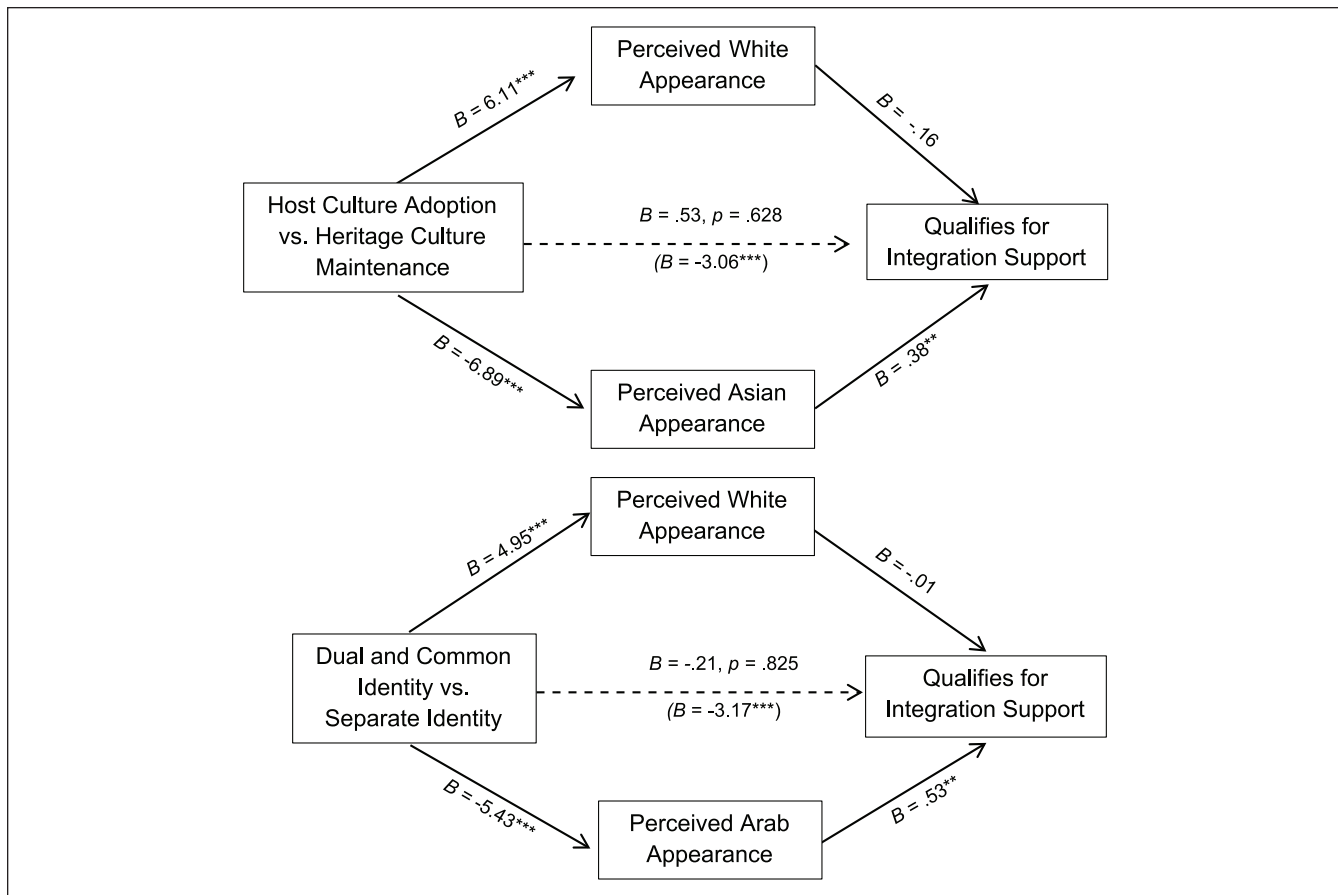 Perceived White
Appearance
B = 6.11***
B = -.16
Host Culture Adoption
vs. Heritage Culture
Maintenance
B = .53, p = .628
(B = -3.06***)
Qualifies for
Integration Support
B = -6.89***
B = .38**
Perceived Asian
Appearance
Perceived White
Appearance
B = 4.95***
B = -.01
Dual and Common
Identity vs.
Separate Identity
B = -.21, p = .825
(B = -3.17***)
Qualifies for
Integration Support
B = -5.43***
B = .53**
Perceived Arab
Appearance